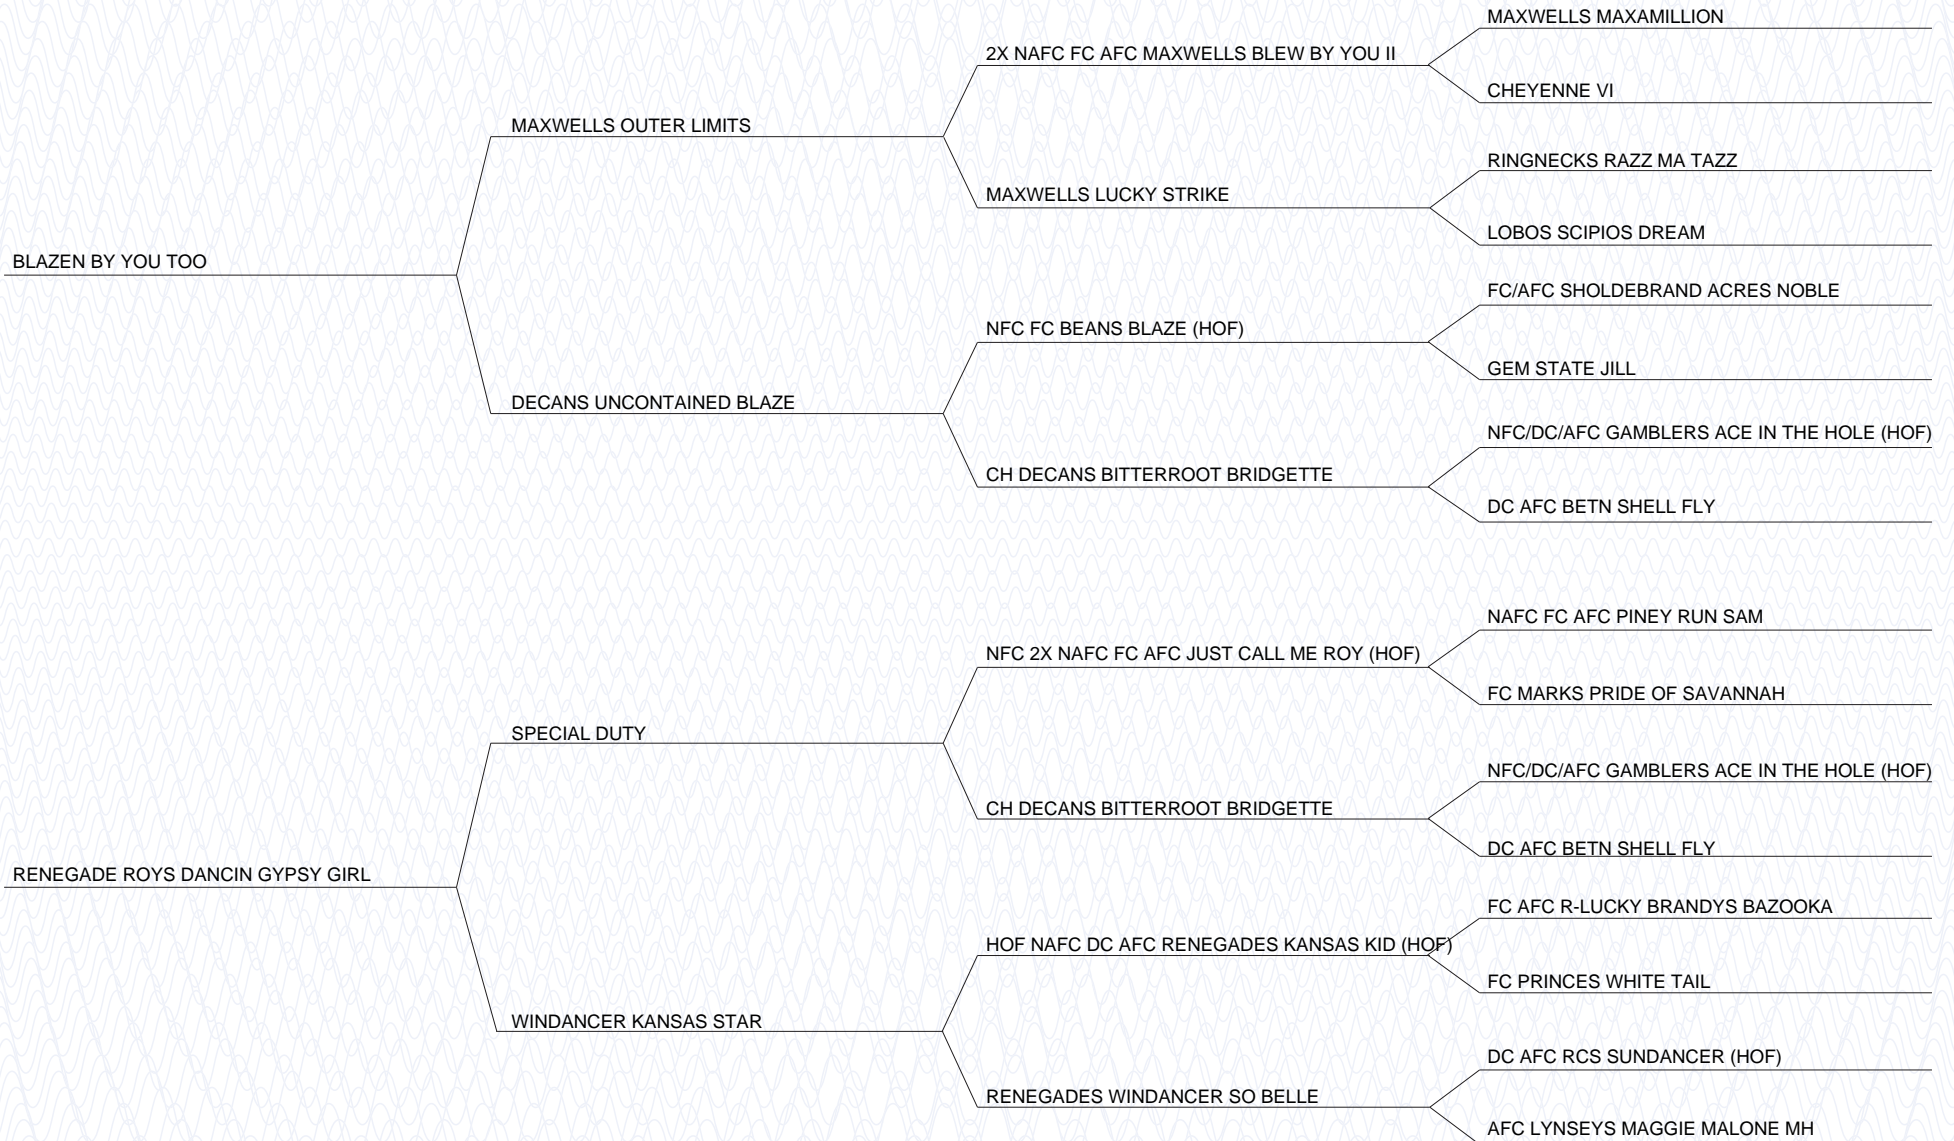 MAXWELLS MAXAMILLION
2X NAFC FC AFC MAXWELLS BLEW BY YOU II
CHEYENNE VI
MAXWELLS OUTER LIMITS
RINGNECKS RAZZ MA TAZZ
MAXWELLS LUCKY STRIKE
LOBOS SCIPIOS DREAM
BLAZEN BY YOU TOO
FC/AFC SHOLDEBRAND ACRES NOBLE
NFC FC BEANS BLAZE (HOF)
GEM STATE JILL
DECANS UNCONTAINED BLAZE
NFC/DC/AFC GAMBLERS ACE IN THE HOLE (HOF)
CH DECANS BITTERROOT BRIDGETTE
DC AFC BETN SHELL FLY
NAFC FC AFC PINEY RUN SAM
NFC 2X NAFC FC AFC JUST CALL ME ROY (HOF)
FC MARKS PRIDE OF SAVANNAH
SPECIAL DUTY
NFC/DC/AFC GAMBLERS ACE IN THE HOLE (HOF)
CH DECANS BITTERROOT BRIDGETTE
DC AFC BETN SHELL FLY
RENEGADE ROYS DANCIN GYPSY GIRL
FC AFC R-LUCKY BRANDYS BAZOOKA
HOF NAFC DC AFC RENEGADES KANSAS KID (HOF)
FC PRINCES WHITE TAIL
WINDANCER KANSAS STAR
DC AFC RCS SUNDANCER (HOF)
RENEGADES WINDANCER SO BELLE
AFC LYNSEYS MAGGIE MALONE MH